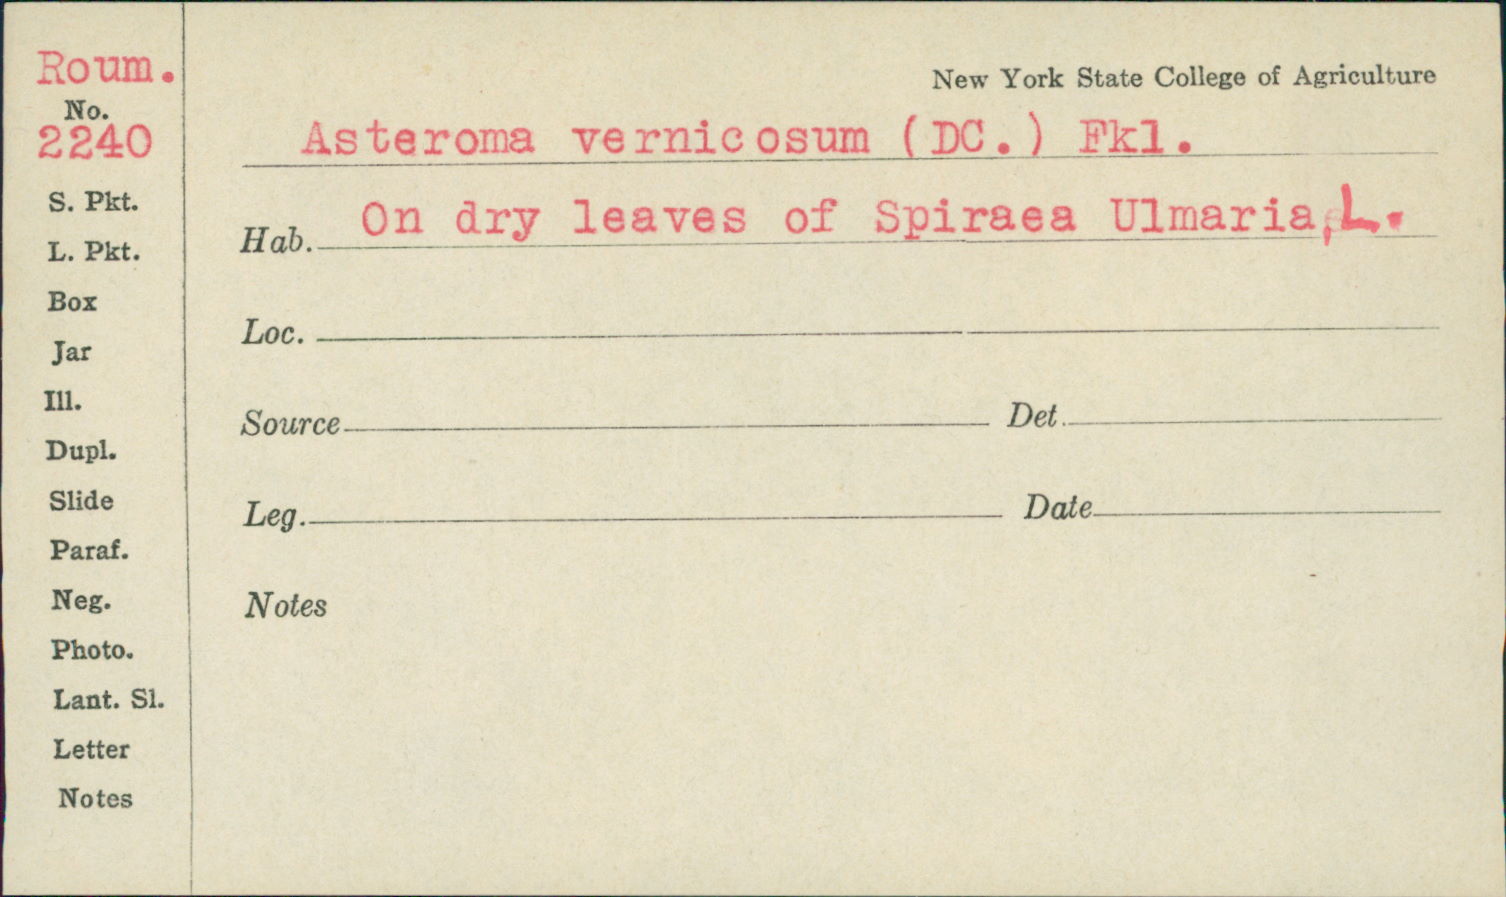 Roum.
No.
2240
S. Pkt.
L. Pkt.
Box
Jar
Ill.
Dupl.
Slide
Paraf.
Neg.
Photo.
Lant. Sl.
Letter
Notes
New York State College of Agriculture
Asteroma vernicosum (DC.) Fkl.
Hab. On dry leaves of Spiraea Ulmaria, L.
Loc.
Source Det.
Leg. Date
Notes